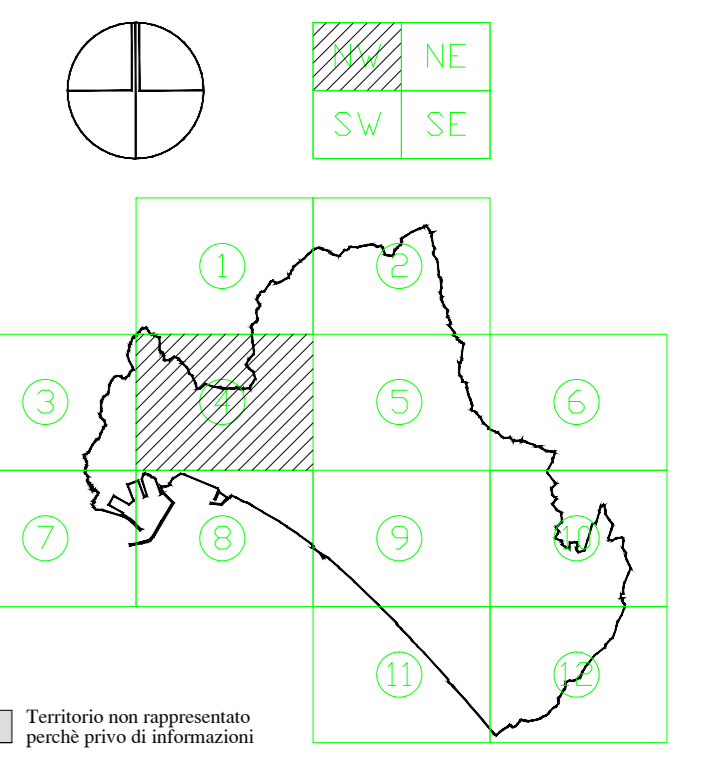 NW NE
SW SE
1 2
3 4 5 6
7 8 9 10
11 12
Territorio non rappresentato
perchè privo di informazioni